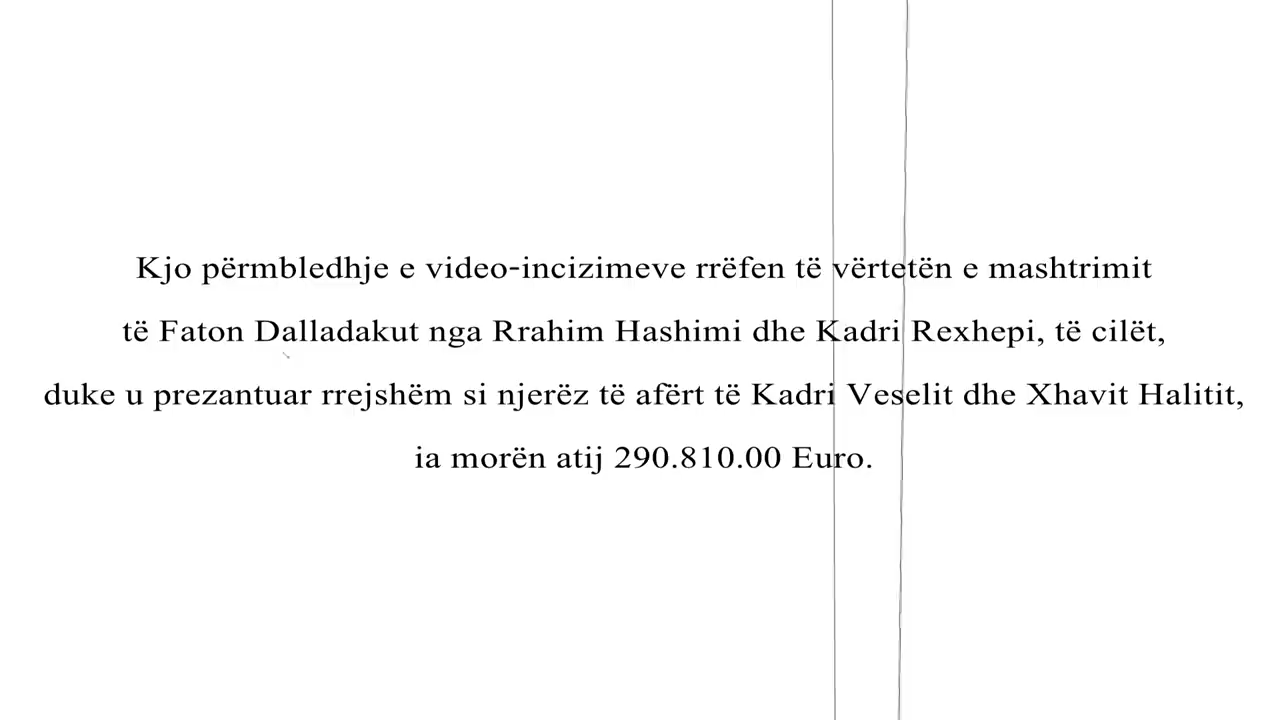 Kjo përmbledhje e video-incizimeve rrëfen të vërtetën e mashtrimit
të Faton Dalladakut nga Rrahim Hashimi dhe Kadri Rexhepi, të cilët,
duke u prezantuar rrejshëm si njerëz të afërt të Kadri Veselit dhe Xhavit Halitit,
ia morën atij 290.810.00 Euro.